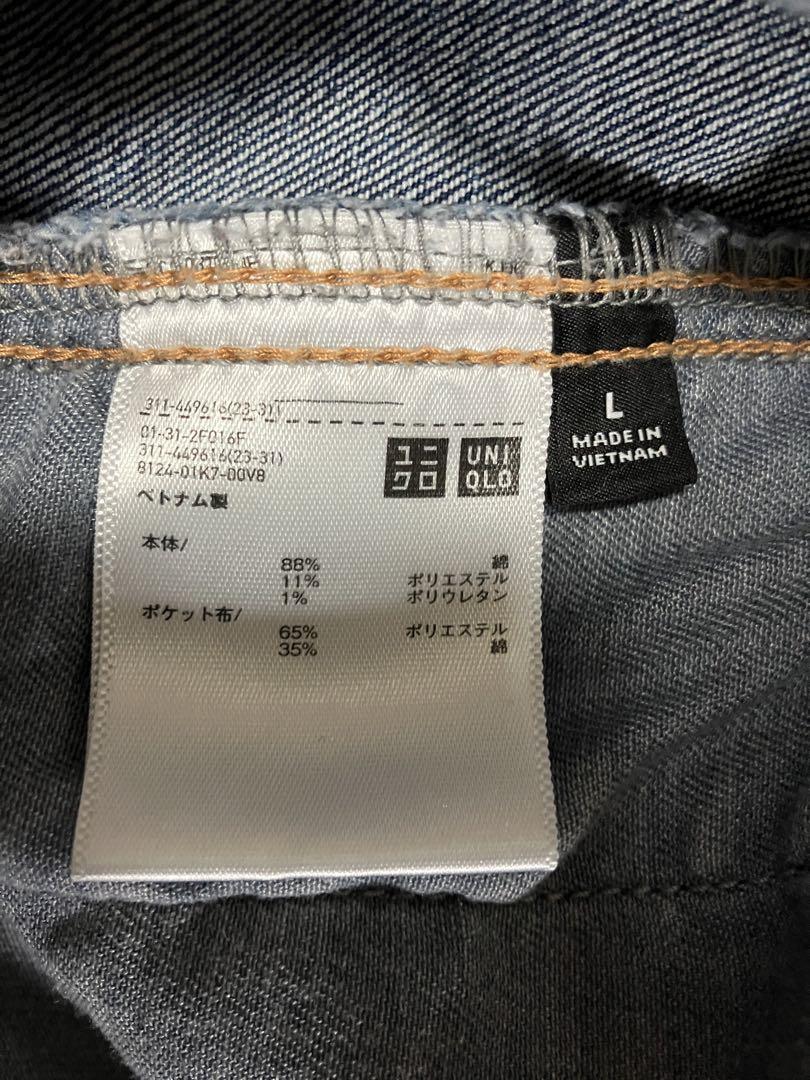 311-449616(23-31)
01-31-2F016F
311-449616(23-31)
8124-01K7-00V8
ベトナム製
ユニ
クロ
UNI
QLO
本体/
88% 綿
11% ポリエステル
1% ポリウレタン
ポケット布/
65% ポリエステル
35% 綿
L
MADE IN
VIETNAM